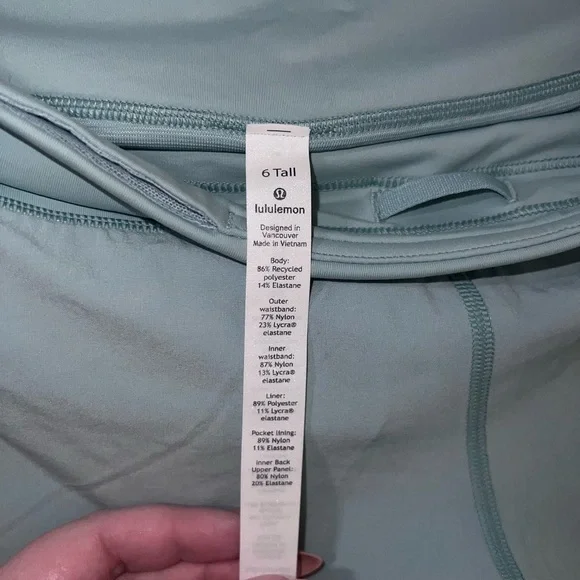 6 Tall
lululemon
Designed in
Vancouver
Made in Vietnam
Body:
86% Recycled
polyester
14% Elastane
Outer
waistband:
77% Nylon
23% Lycra®
elastane
Inner
waistband:
87% Nylon
13% Lycra®
elastane
Liner:
89% Polyester
11% Lycra®
elastane
Pocket lining:
89% Nylon
11% Elastane
Inner Back
Upper Panel:
80% Nylon
20% Elastane